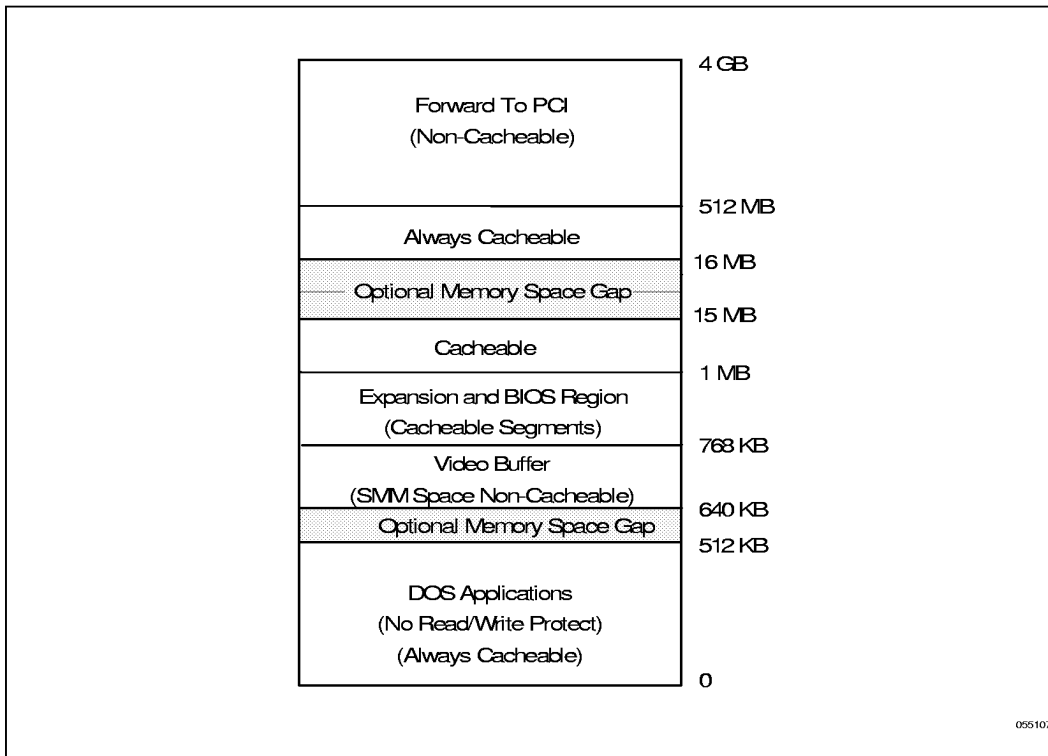 4 GB
Forward To PCI
(Non-Cacheable)
512 MB
Always Cacheable
16 MB
Optional Memory Space Gap
15 MB
Cacheable
1 MB
Expansion and BIOS Region
(Cacheable Segments)
768 KB
Video Buffer
(SMM Space Non-Cacheable)
640 KB
Optional Memory Space Gap
512 KB
DOS Applications
(No Read/Write Protect)
(Always Cacheable)
0
055107